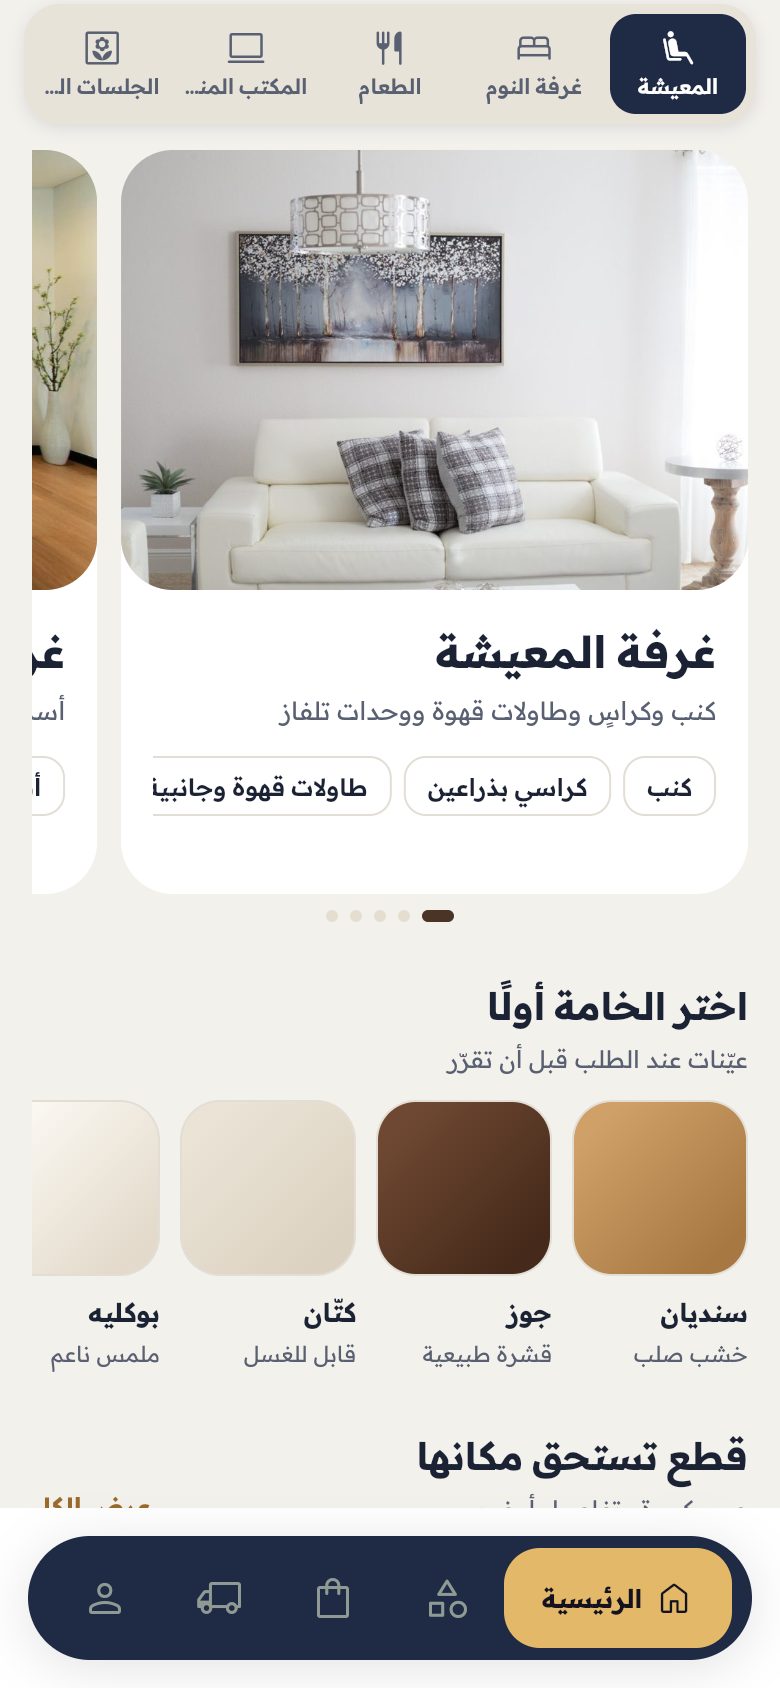 المعيشة
غرفة النوم
الطعام
المكتب المنـ...
الجلسات الـ...
غرفة المعيشة
كنب وكراسٍ وطاولات قهوة ووحدات تلفاز
كنب
كراسي بذراعين
طاولات قهوة وجانبية
اختر الخامة أولًا
عيّنات عند الطلب قبل أن تقرّر
سنديان
خشب صلب
جوز
قشرة طبيعية
كتّان
قابل للغسل
بوكليه
ملمس ناعم
قطع تستحق مكانها
عرض الكل
الرئيسية